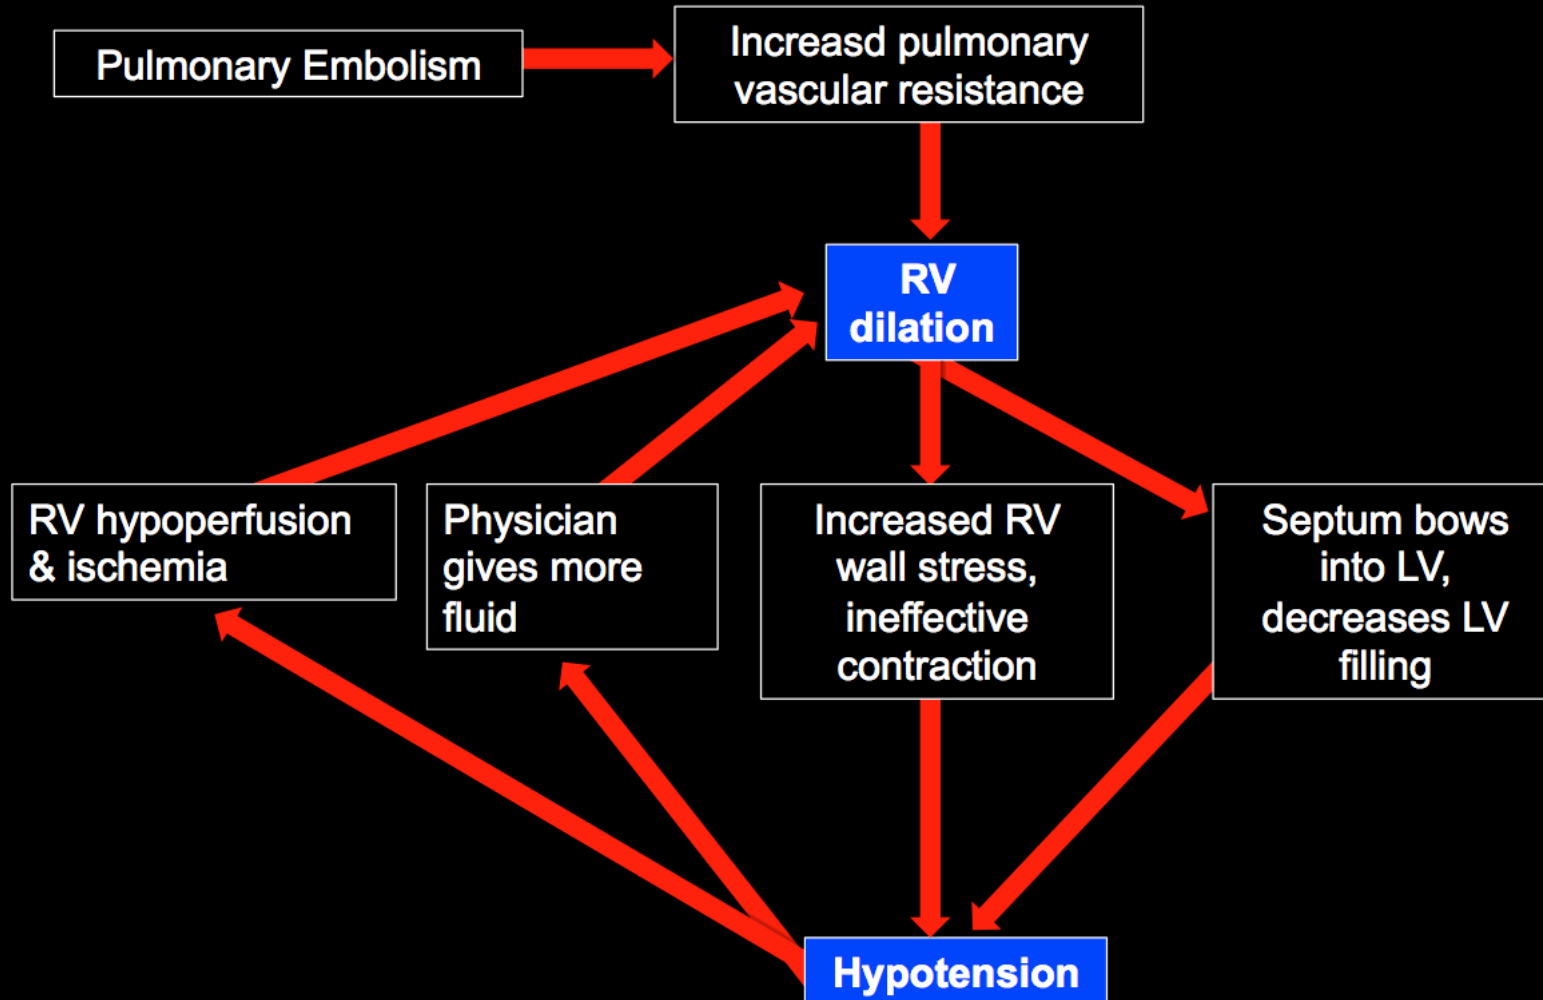 Pulmonary Embolism
Increasd pulmonary
vascular resistance
RV
dilation
RV hypoperfusion
& ischemia
Physician
gives more
fluid
Increased RV
wall stress,
ineffective
contraction
Septum bows
into LV,
decreases LV
filling
Hypotension